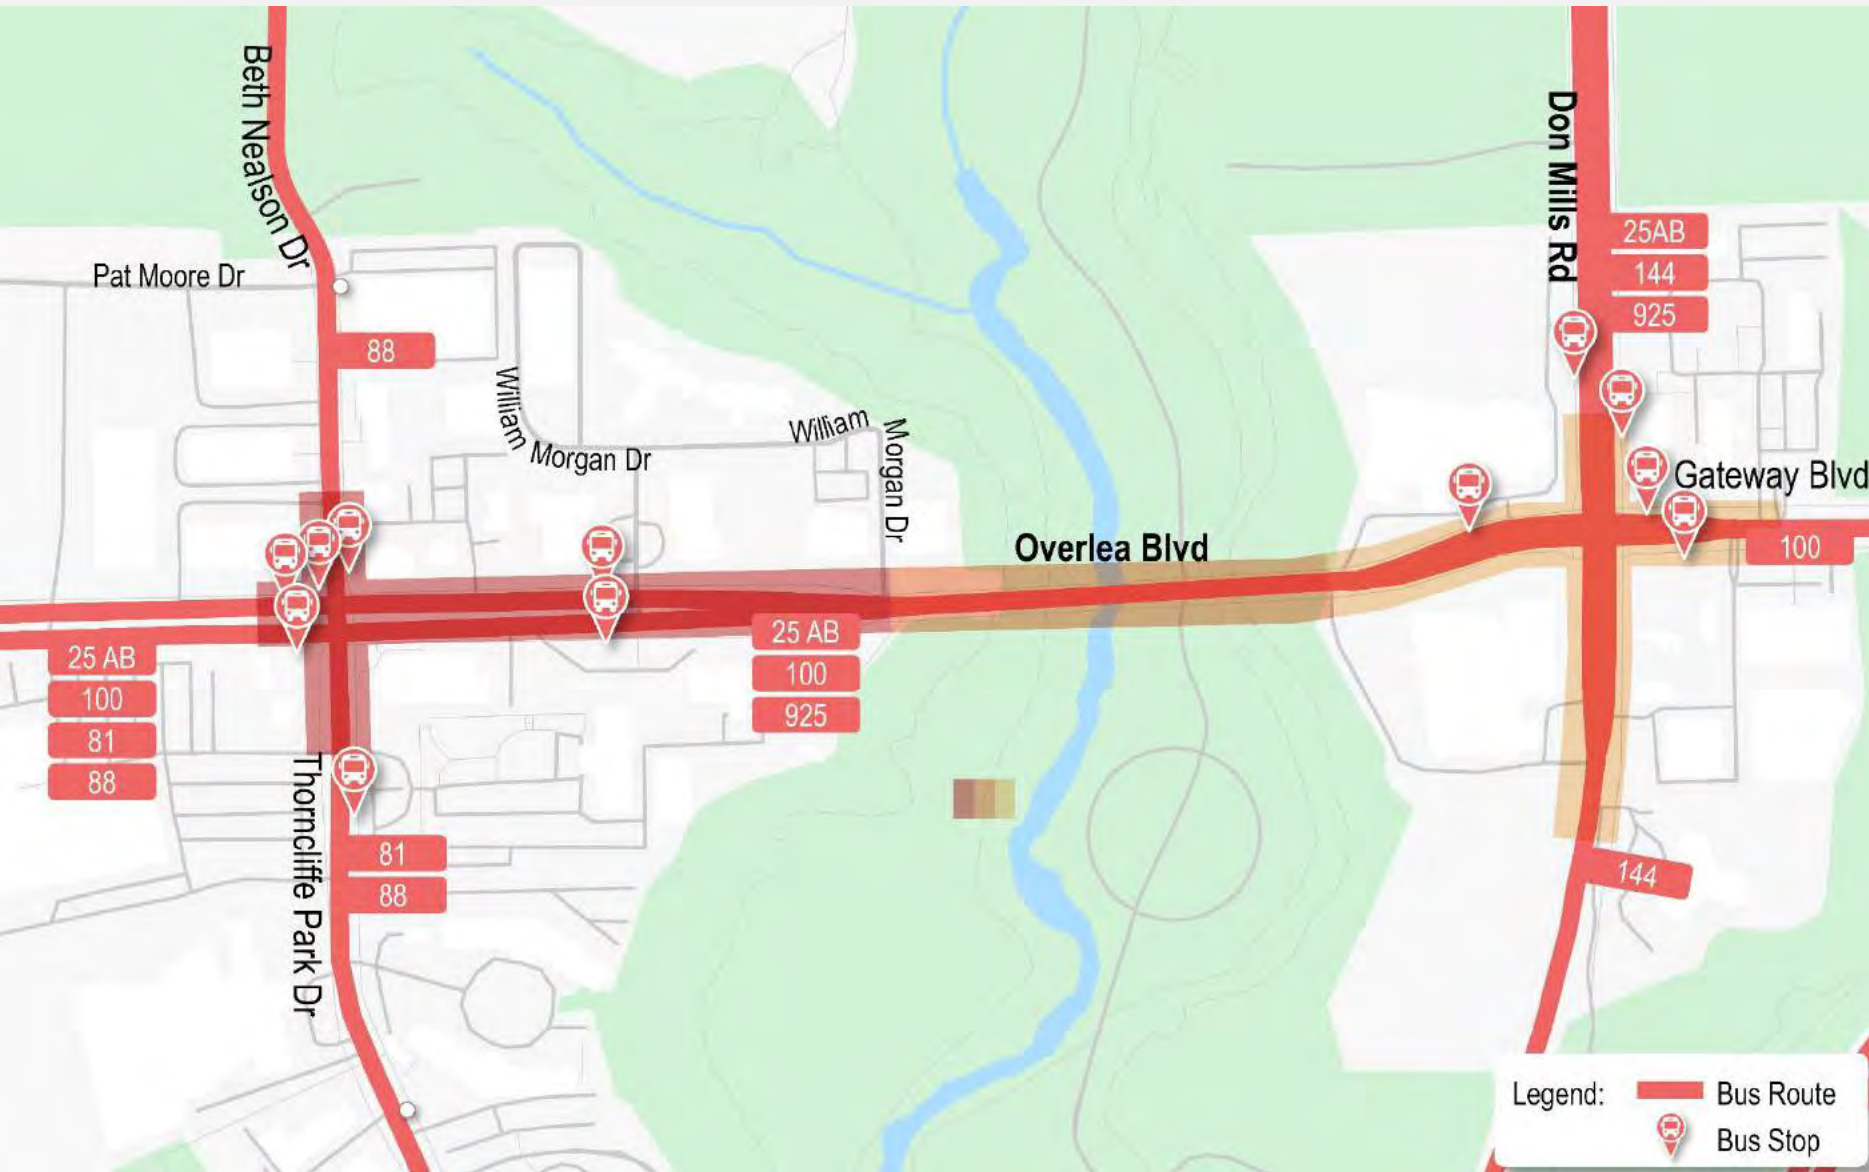 Beth Nealson Dr
Don Mills Rd
25AB
144
925
Pat Moore Dr
88
William
Morgan Dr
William
Morgan Dr
Gateway Blvd
100
Overlea Blvd
25 AB
100
925
25 AB
100
81
88
Thorncliffe Park Dr
81
88
144
Legend:
Bus Route
Bus Stop